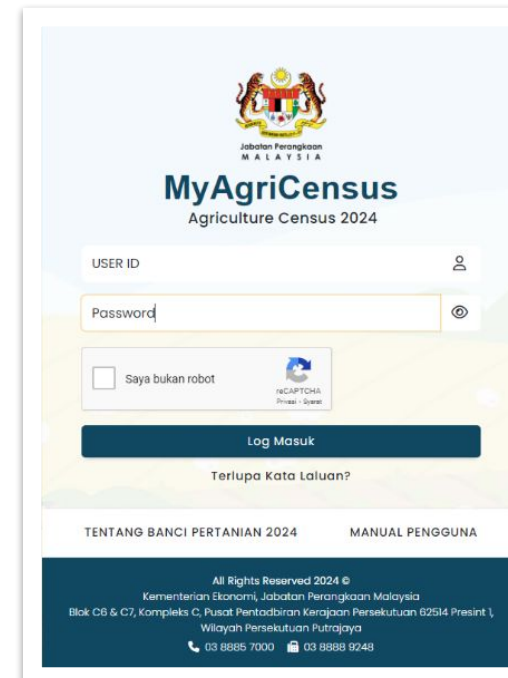 Jabatan Perangkaan
MALAYSIA
MyAgriCensus
Agriculture Census 2024
USER ID
Password
Saya bukan robot
reCAPTCHA
Privasi - Syarat
Log Masuk
Terlupa Kata Laluan?
TENTANG BANCI PERTANIAN 2024 MANUAL PENGGUNA
All Rights Reserved 2024 ©
Kementerian Ekonomi, Jabatan Perangkaan Malaysia
Blok C6 & C7, Kompleks C, Pusat Pentadbiran Kerajaan Persekutuan 62514 Presint 1,
Wilayah Persekutuan Putrajaya
03 8885 7000 03 8888 9248